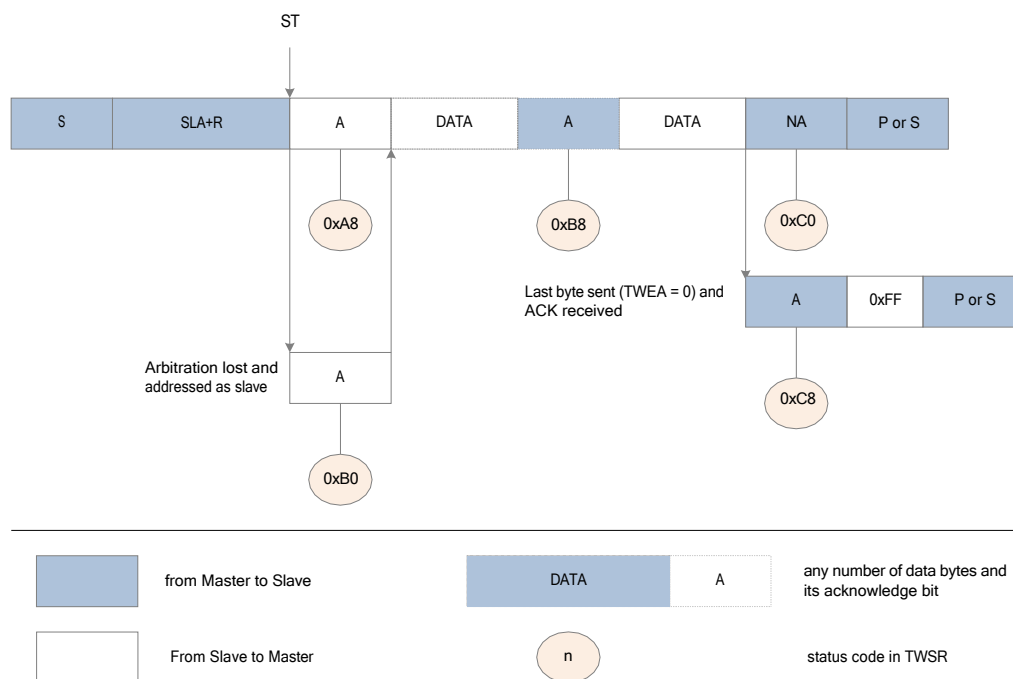 ST
S SLA+R A DATA A DATA NA P or S
0xA8 0xB8 0xC0
Last byte sent (TWEA = 0) and
ACK received
A 0xFF P or S
Arbitration lost and
addressed as slave
A
0xC8
0xB0
from Master to Slave
DATA A
any number of data bytes and
its acknowledge bit
From Slave to Master
n
status code in TWSR